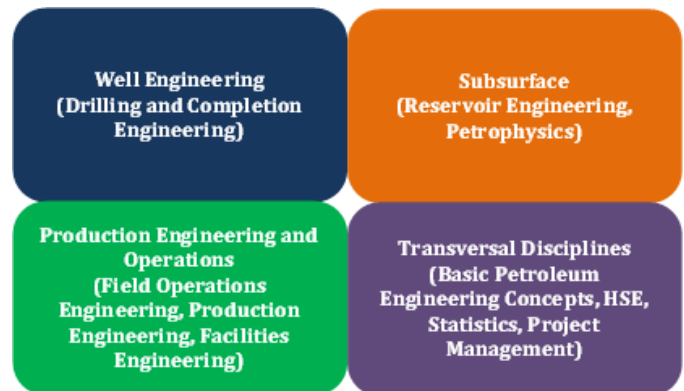 Well Engineering
(Drilling and Completion
Engineering)
Subsurface
(Reservoir Engineering,
Petrophysics)
Production Engineering and
Operations
(Field Operations
Engineering, Production
Engineering, Facilities
Engineering)
Transversal Disciplines
(Basic Petroleum
Engineering Concepts, HSE,
Statistics, Project
Management)